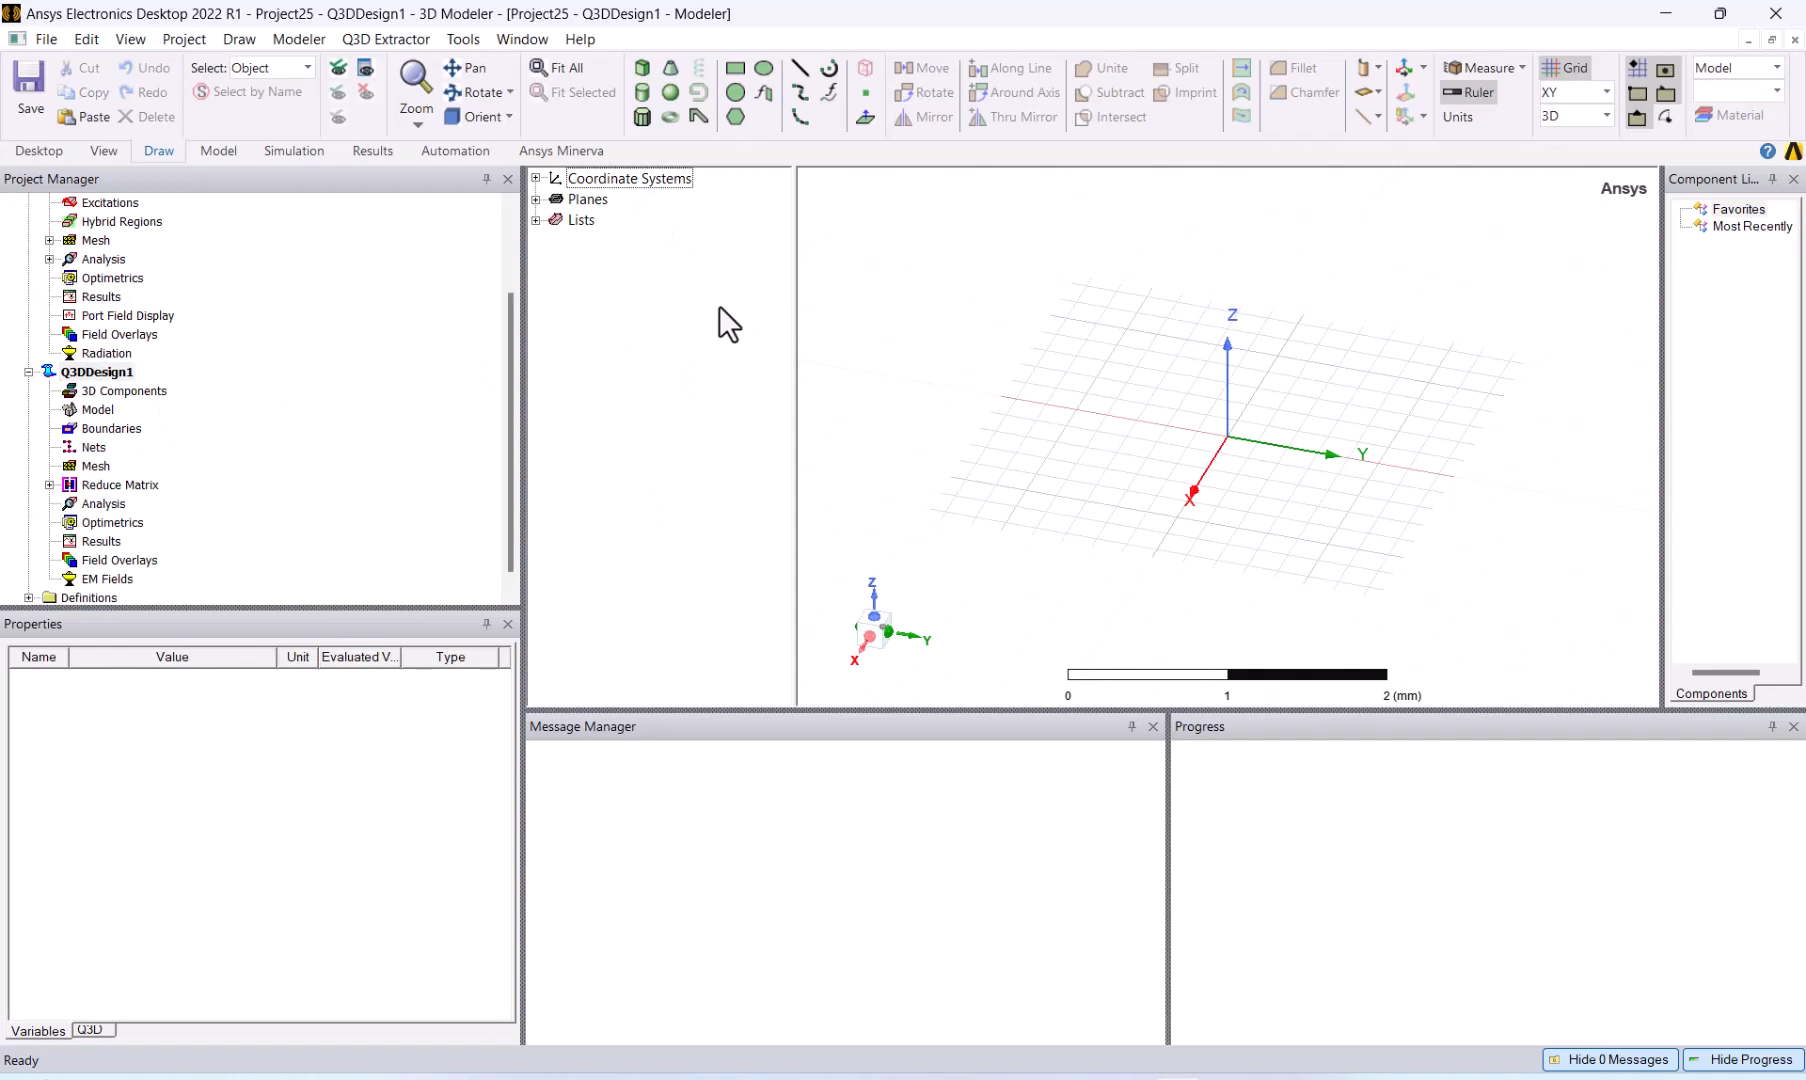 Ansys Electronics Desktop 2022 R1 - Project25 - Q3DDesign1 - 3D Modeler - [Project25 - Q3DDesign1 - Modeler]
File Edit View Project Draw Modeler Q3D Extractor Tools Window Help
Save
Cut Undo
Copy Redo
Paste Delete
Select: Object
Select by Name
Zoom
Pan
Rotate
Orient
Fit All
Fit Selected
Move Along Line
Rotate Around Axis
Mirror Thru Mirror
Unite Split
Subtract Imprint
Intersect
Fillet
Chamfer
Measure
Ruler
Units
Grid
XY
3D
Model
Material
Desktop View Draw Model Simulation Results Automation Ansys Minerva
Project Manager
Excitations
Hybrid Regions
Mesh
Analysis
Optimetrics
Results
Port Field Display
Field Overlays
Radiation
Q3DDesign1
3D Components
Model
Boundaries
Nets
Mesh
Reduce Matrix
Analysis
Optimetrics
Results
Field Overlays
EM Fields
Definitions
Properties
Name Value Unit Evaluated V... Type
Variables Q3D
Coordinate Systems
Planes
Lists
Ansys
Z
Y
X
Z
Y
X
0 1 2 (mm)
Component Li...
Favorites
Most Recently
Components
Message Manager
Progress
Ready
Hide 0 Messages Hide Progress